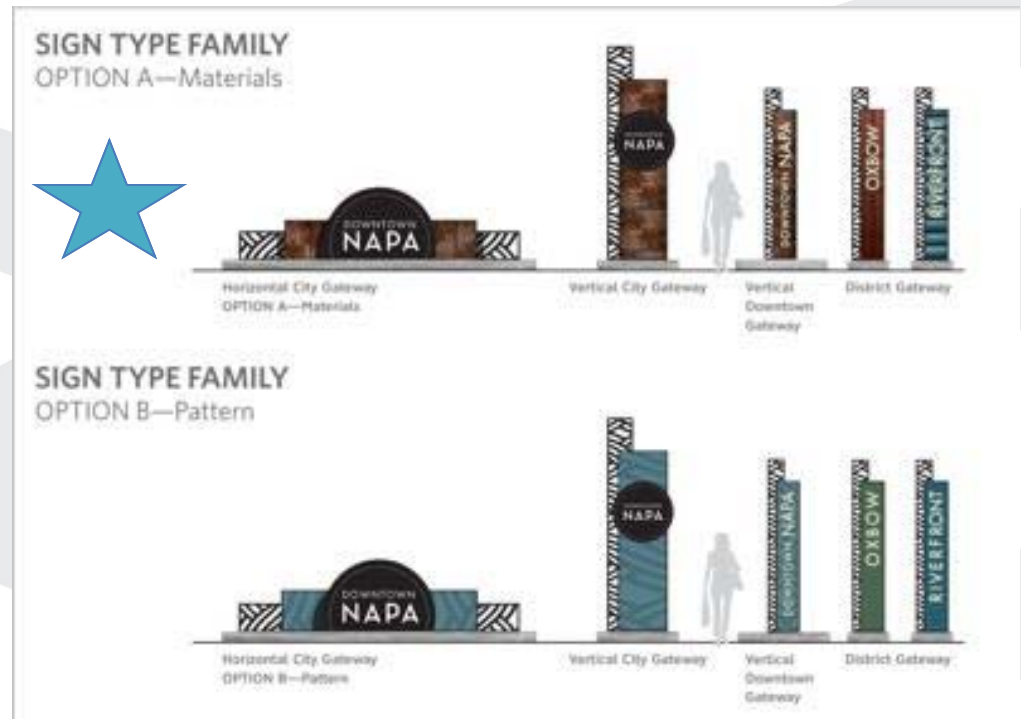 SIGN TYPE FAMILY
OPTION A—Materials
DOWNTOWN
NAPA
NAPA
DOWNTOWN NAPA
OXBOW
RIVERFRONT
Horizontal City Gateway
OPTION A—Materials
Vertical City Gateway
Vertical
Downtown
Gateway
District Gateway
SIGN TYPE FAMILY
OPTION B—Pattern
DOWNTOWN
NAPA
NAPA
DOWNTOWN NAPA
OXBOW
RIVERFRONT
Horizontal City Gateway
OPTION B—Pattern
Vertical City Gateway
Vertical
Downtown
Gateway
District Gateway